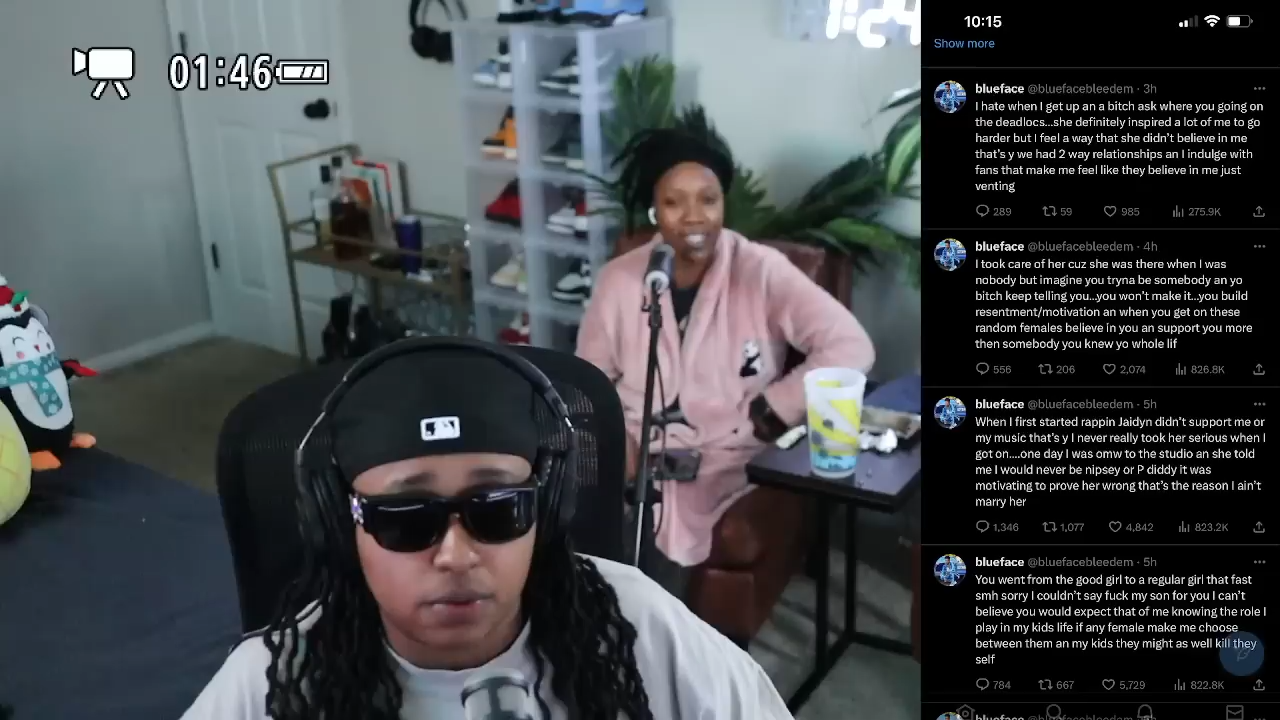 01:46
1:24
10:15
Show more
blueface @bluefacebleedem · 3h
I hate when I get up an a bitch ask where you going on
the deadlocs...she definitely inspired a lot of me to go
harder but I feel a way that she didn't believe in me
that's y we had 2 way relationships an I indulge with
fans that make me feel like they believe in me just
venting
289 59 985 275.9K
blueface @bluefacebleedem · 4h
I took care of her cuz she was there when I was
nobody but imagine you tryna be somebody an yo
bitch keep telling you...you won't make it...you build
resentment/motivation an when you get on these
random females believe in you an support you more
then somebody you knew yo whole lif
556 206 2,074 826.8K
blueface @bluefacebleedem · 5h
When I first started rappin Jaidyn didn't support me or
my music that's y I never really took her serious when I
got on....one day I was omw to the studio an she told
me I would never be nipsey or P diddy it was
motivating to prove her wrong that's the reason I ain't
marry her
1,346 1,077 4,842 823.2K
blueface @bluefacebleedem · 5h
You went from the good girl to a regular girl that fast
smh sorry I couldn't say fuck my son for you I can't
believe you would expect that of me knowing the role I
play in my kids life if any female make me choose
between them an my kids they might as well kill they
self
784 667 5,729 822.8K